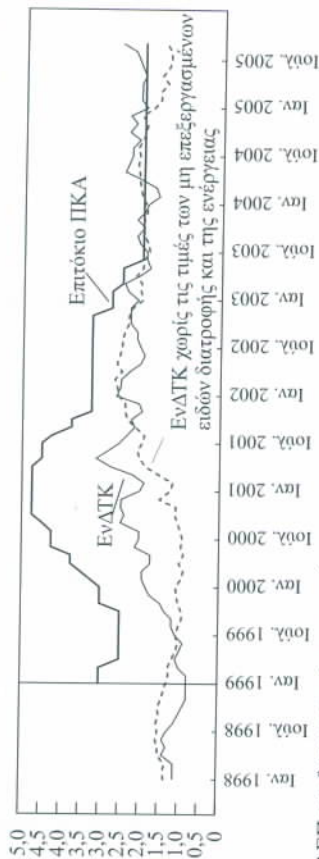 5,0
4,5
4,0
3,5
3,0
2,5
2,0
1,5
1,0
0,5
0,0
Επιτόκιο ΠΚΑ
ΕνΔΤΚ
ΕνΔΤΚ χωρίς τις τιμές των μη επεξεργασμένων
ειδών διατροφής και της ενέργειας
Ιαν. 1998
Ιούλ. 1998
Ιαν. 1999
Ιούλ. 1999
Ιαν. 2000
Ιούλ. 2000
Ιαν. 2001
Ιούλ. 2001
Ιαν. 2002
Ιούλ. 2002
Ιαν. 2003
Ιούλ. 2003
Ιαν. 2004
Ιούλ. 2004
Ιαν. 2005
Ιούλ. 2005